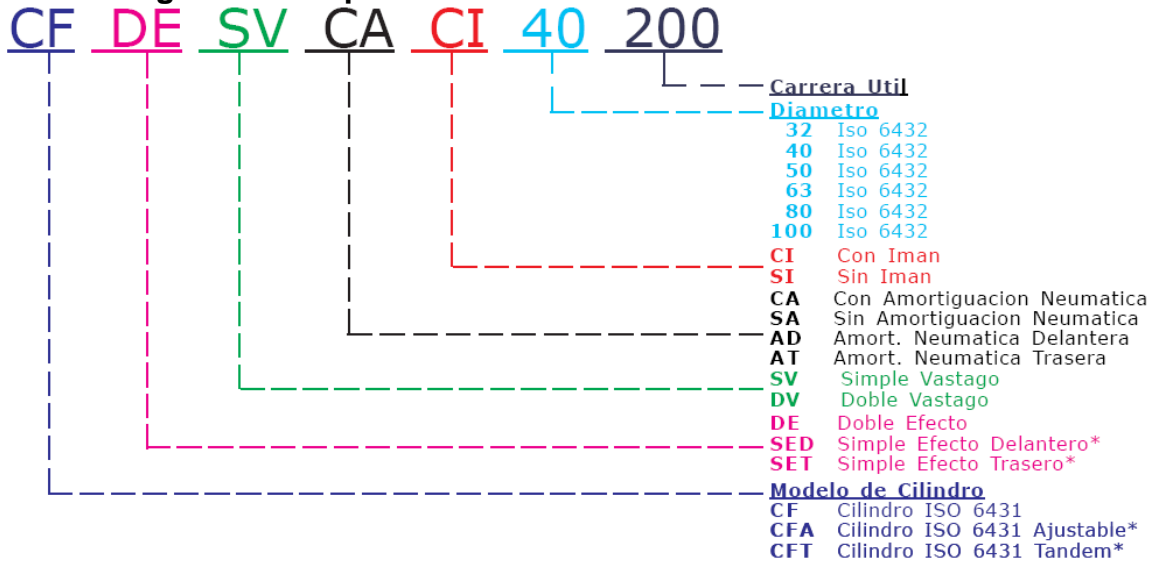 CF DE SV CA CI 40 200
Carrera Util
Diametro
32 Iso 6432
40 Iso 6432
50 Iso 6432
63 Iso 6432
80 Iso 6432
100 Iso 6432
CI Con Iman
SI Sin Iman
CA Con Amortiguacion Neumatica
SA Sin Amortiguacion Neumatica
AD Amort. Neumatica Delantera
AT Amort. Neumatica Trasera
SV Simple Vastago
DV Doble Vastago
DE Doble Efecto
SED Simple Efecto Delantero*
SET Simple Efecto Trasero*
Modelo de Cilindro
CF Cilindro ISO 6431
CFA Cilindro ISO 6431 Ajustable*
CFT Cilindro ISO 6431 Tandem*